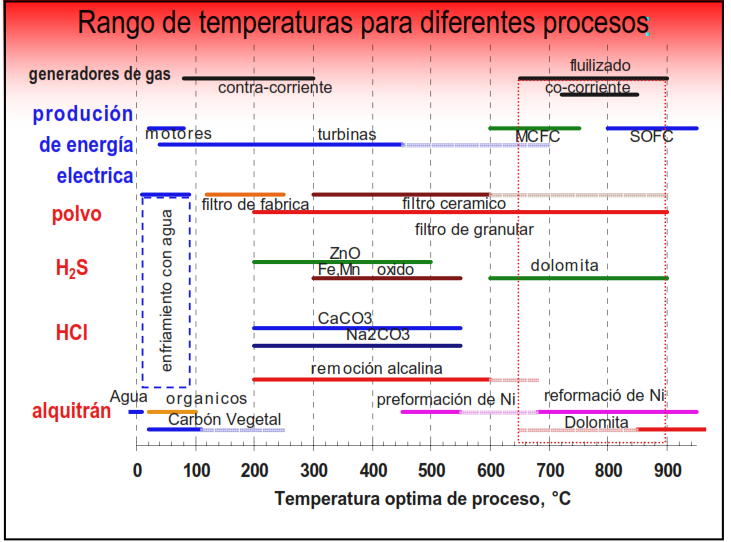 Rango de temperaturas para diferentes procesos
fluilizado
generadores de gas
contra-corriente
co-corriente
produción
motores
turbinas
MCFC
SOFC
de energía
electrica
filtro de fabrica
filtro ceramico
polvo
filtro de granular
enfriamiento con agua
ZnO
H2S
Fe,Mn oxido
dolomita
CaCO3
HCl
Na2CO3
remoción alcalina
Agua
organicos
preformación de Ni
reformació de Ni
alquitrán
Carbón Vegetal
Dolomita
0 100 200 300 400 500 600 700 800 900
Temperatura optima de proceso, °C